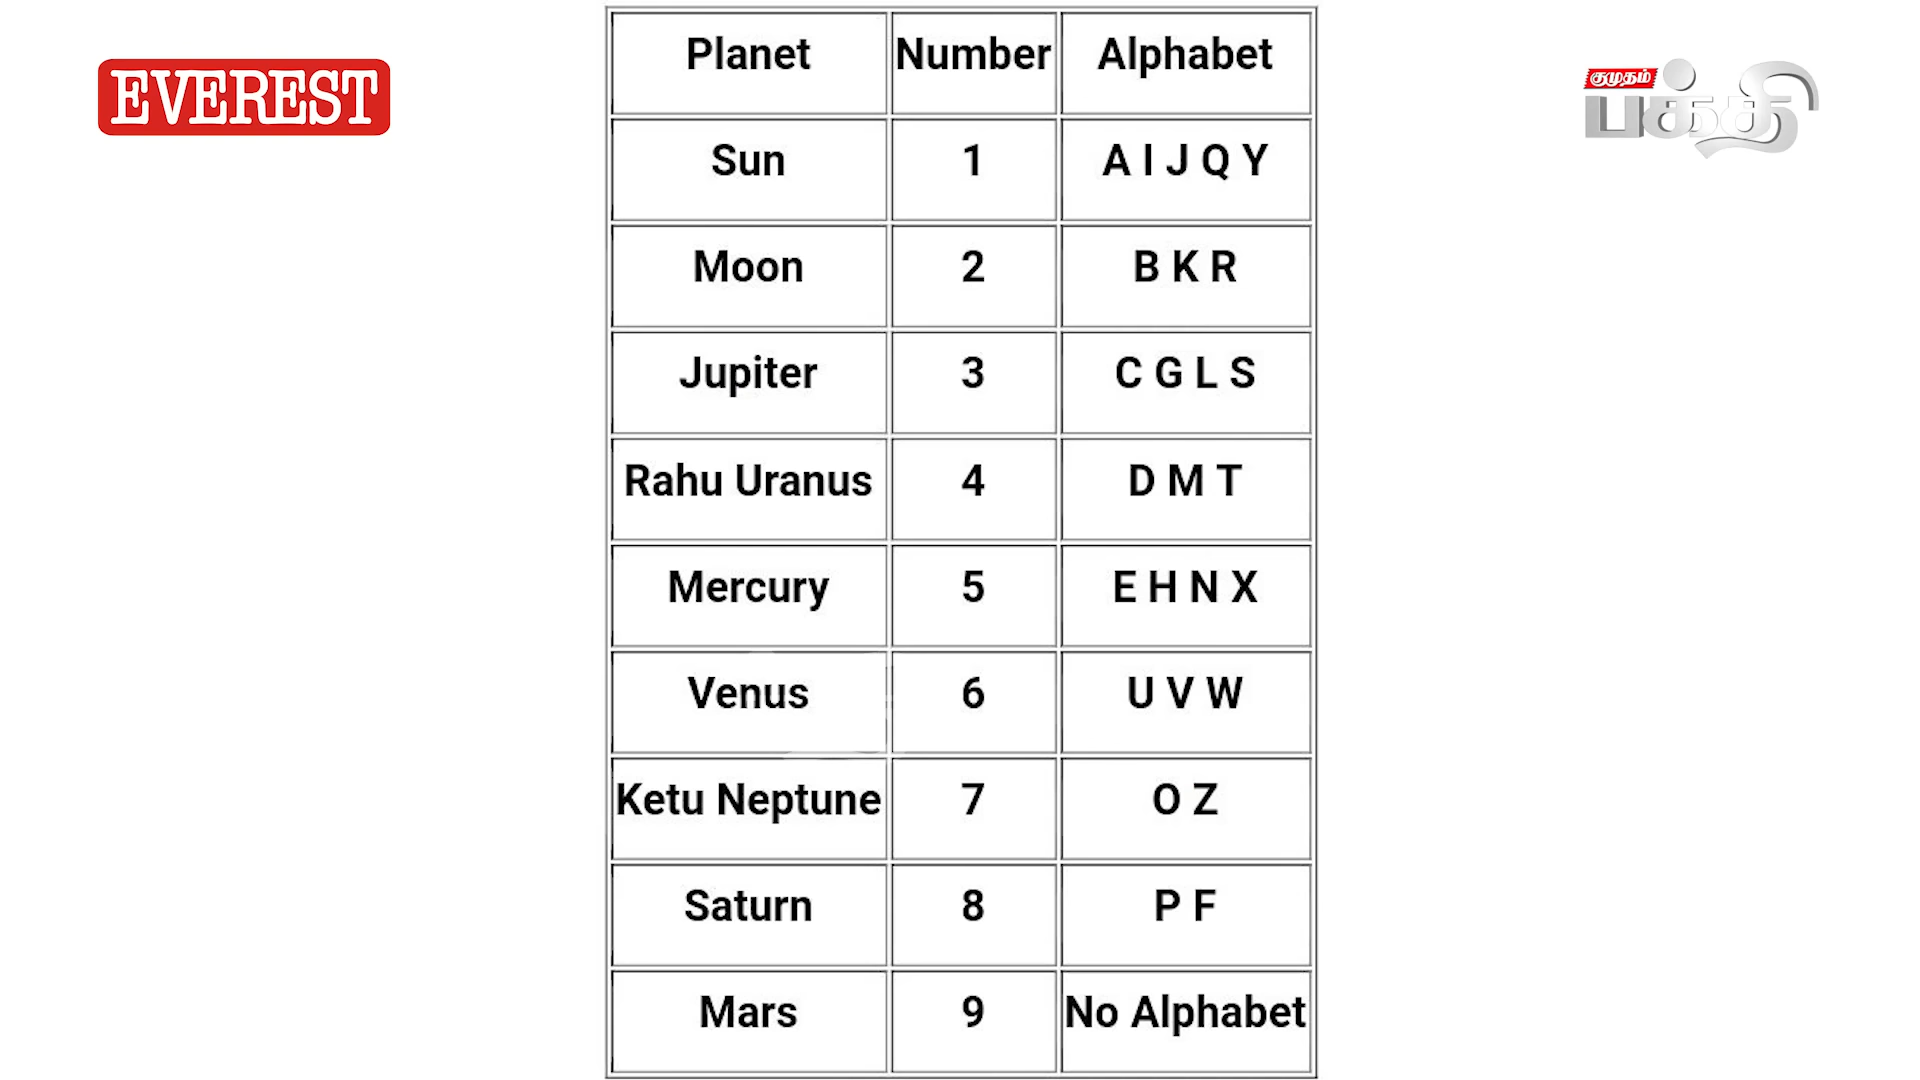 EVEREST
குமுதம்
பக்தி
Planet Number Alphabet
Sun 1 A I J Q Y
Moon 2 B K R
Jupiter 3 C G L S
Rahu Uranus 4 D M T
Mercury 5 E H N X
Venus 6 U V W
Ketu Neptune 7 O Z
Saturn 8 P F
Mars 9 No Alphabet